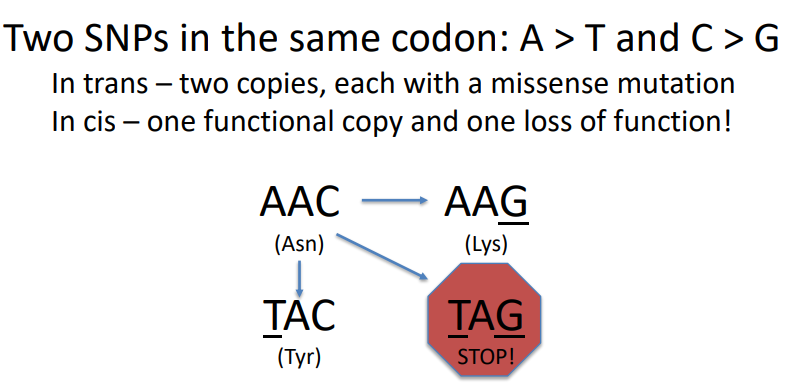 Two SNPs in the same codon: A > T and C > G
In trans – two copies, each with a missense mutation
In cis – one functional copy and one loss of function!
AAC AAG
(Asn) (Lys)
TAC TAG
(Tyr) STOP!